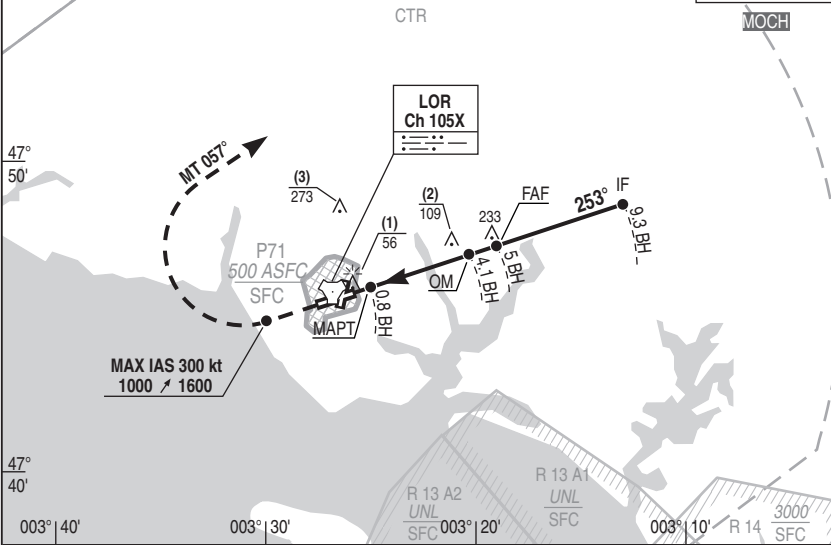 CTR
MOCH
LOR
Ch 105X
47°
50'
MT 057°
(3)
273
(2)
109
233
FAF
253°
IF
9.3 BH
(1)
56
P71
500 ASFC
SFC
OM
4.1 BH
5 BH
MAPT
0.8 BH
MAX IAS 300 kt
1000 ↗ 1600
47°
40'
R 13 A2
UNL
SFC
R 13 A1
UNL
SFC
R 14
3000
SFC
003° 40'
003° 30'
003° 20'
003° 10'